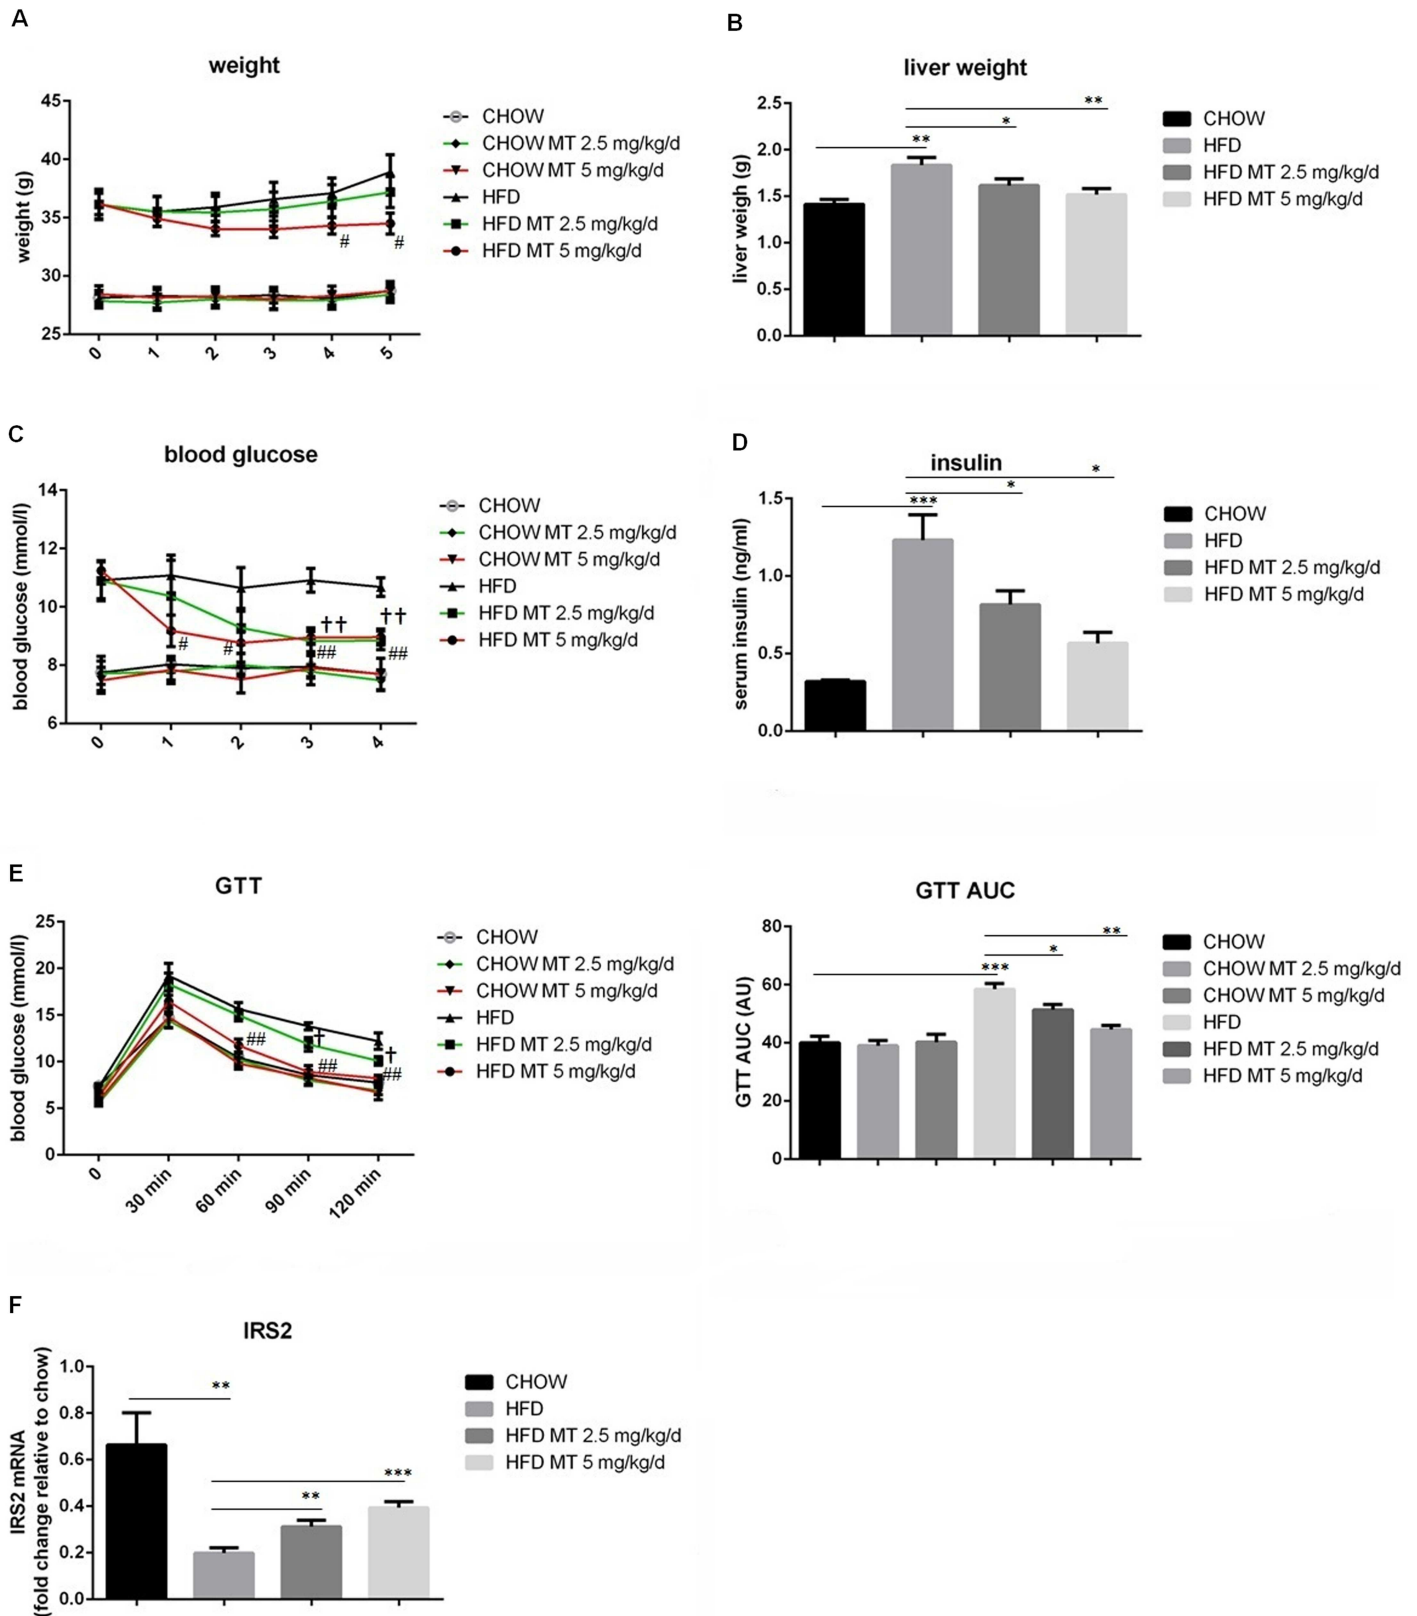 A
weight
weight (g)
45
40
35
30
25
0 1 2 3 4 5
# #
CHOW
CHOW MT 2.5 mg/kg/d
CHOW MT 5 mg/kg/d
HFD
HFD MT 2.5 mg/kg/d
HFD MT 5 mg/kg/d
B
liver weight
liver weigh (g)
2.5
2.0
1.5
1.0
0.5
0.0
**
*
**
CHOW
HFD
HFD MT 2.5 mg/kg/d
HFD MT 5 mg/kg/d
C
blood glucose
blood glucose (mmol/l)
14
12
10
8
6
0 1 2 3 4
†† ††
# # ## ##
CHOW
CHOW MT 2.5 mg/kg/d
CHOW MT 5 mg/kg/d
HFD
HFD MT 2.5 mg/kg/d
HFD MT 5 mg/kg/d
D
insulin
serum insulin (ng/ml)
1.5
1.0
0.5
0.0
*
*
***
CHOW
HFD
HFD MT 2.5 mg/kg/d
HFD MT 5 mg/kg/d
E
GTT
blood glucose (mmol/l)
25
20
15
10
5
0
0 30 min 60 min 90 min 120 min
† †
## ## ##
CHOW
CHOW MT 2.5 mg/kg/d
CHOW MT 5 mg/kg/d
HFD
HFD MT 2.5 mg/kg/d
HFD MT 5 mg/kg/d
GTT AUC
GTT AUC (AU)
80
60
40
20
0
**
*
***
CHOW
CHOW MT 2.5 mg/kg/d
CHOW MT 5 mg/kg/d
HFD
HFD MT 2.5 mg/kg/d
HFD MT 5 mg/kg/d
F
IRS2
IRS2 mRNA
(fold change relative to chow)
1.0
0.8
0.6
0.4
0.2
0.0
**
***
**
CHOW
HFD
HFD MT 2.5 mg/kg/d
HFD MT 5 mg/kg/d